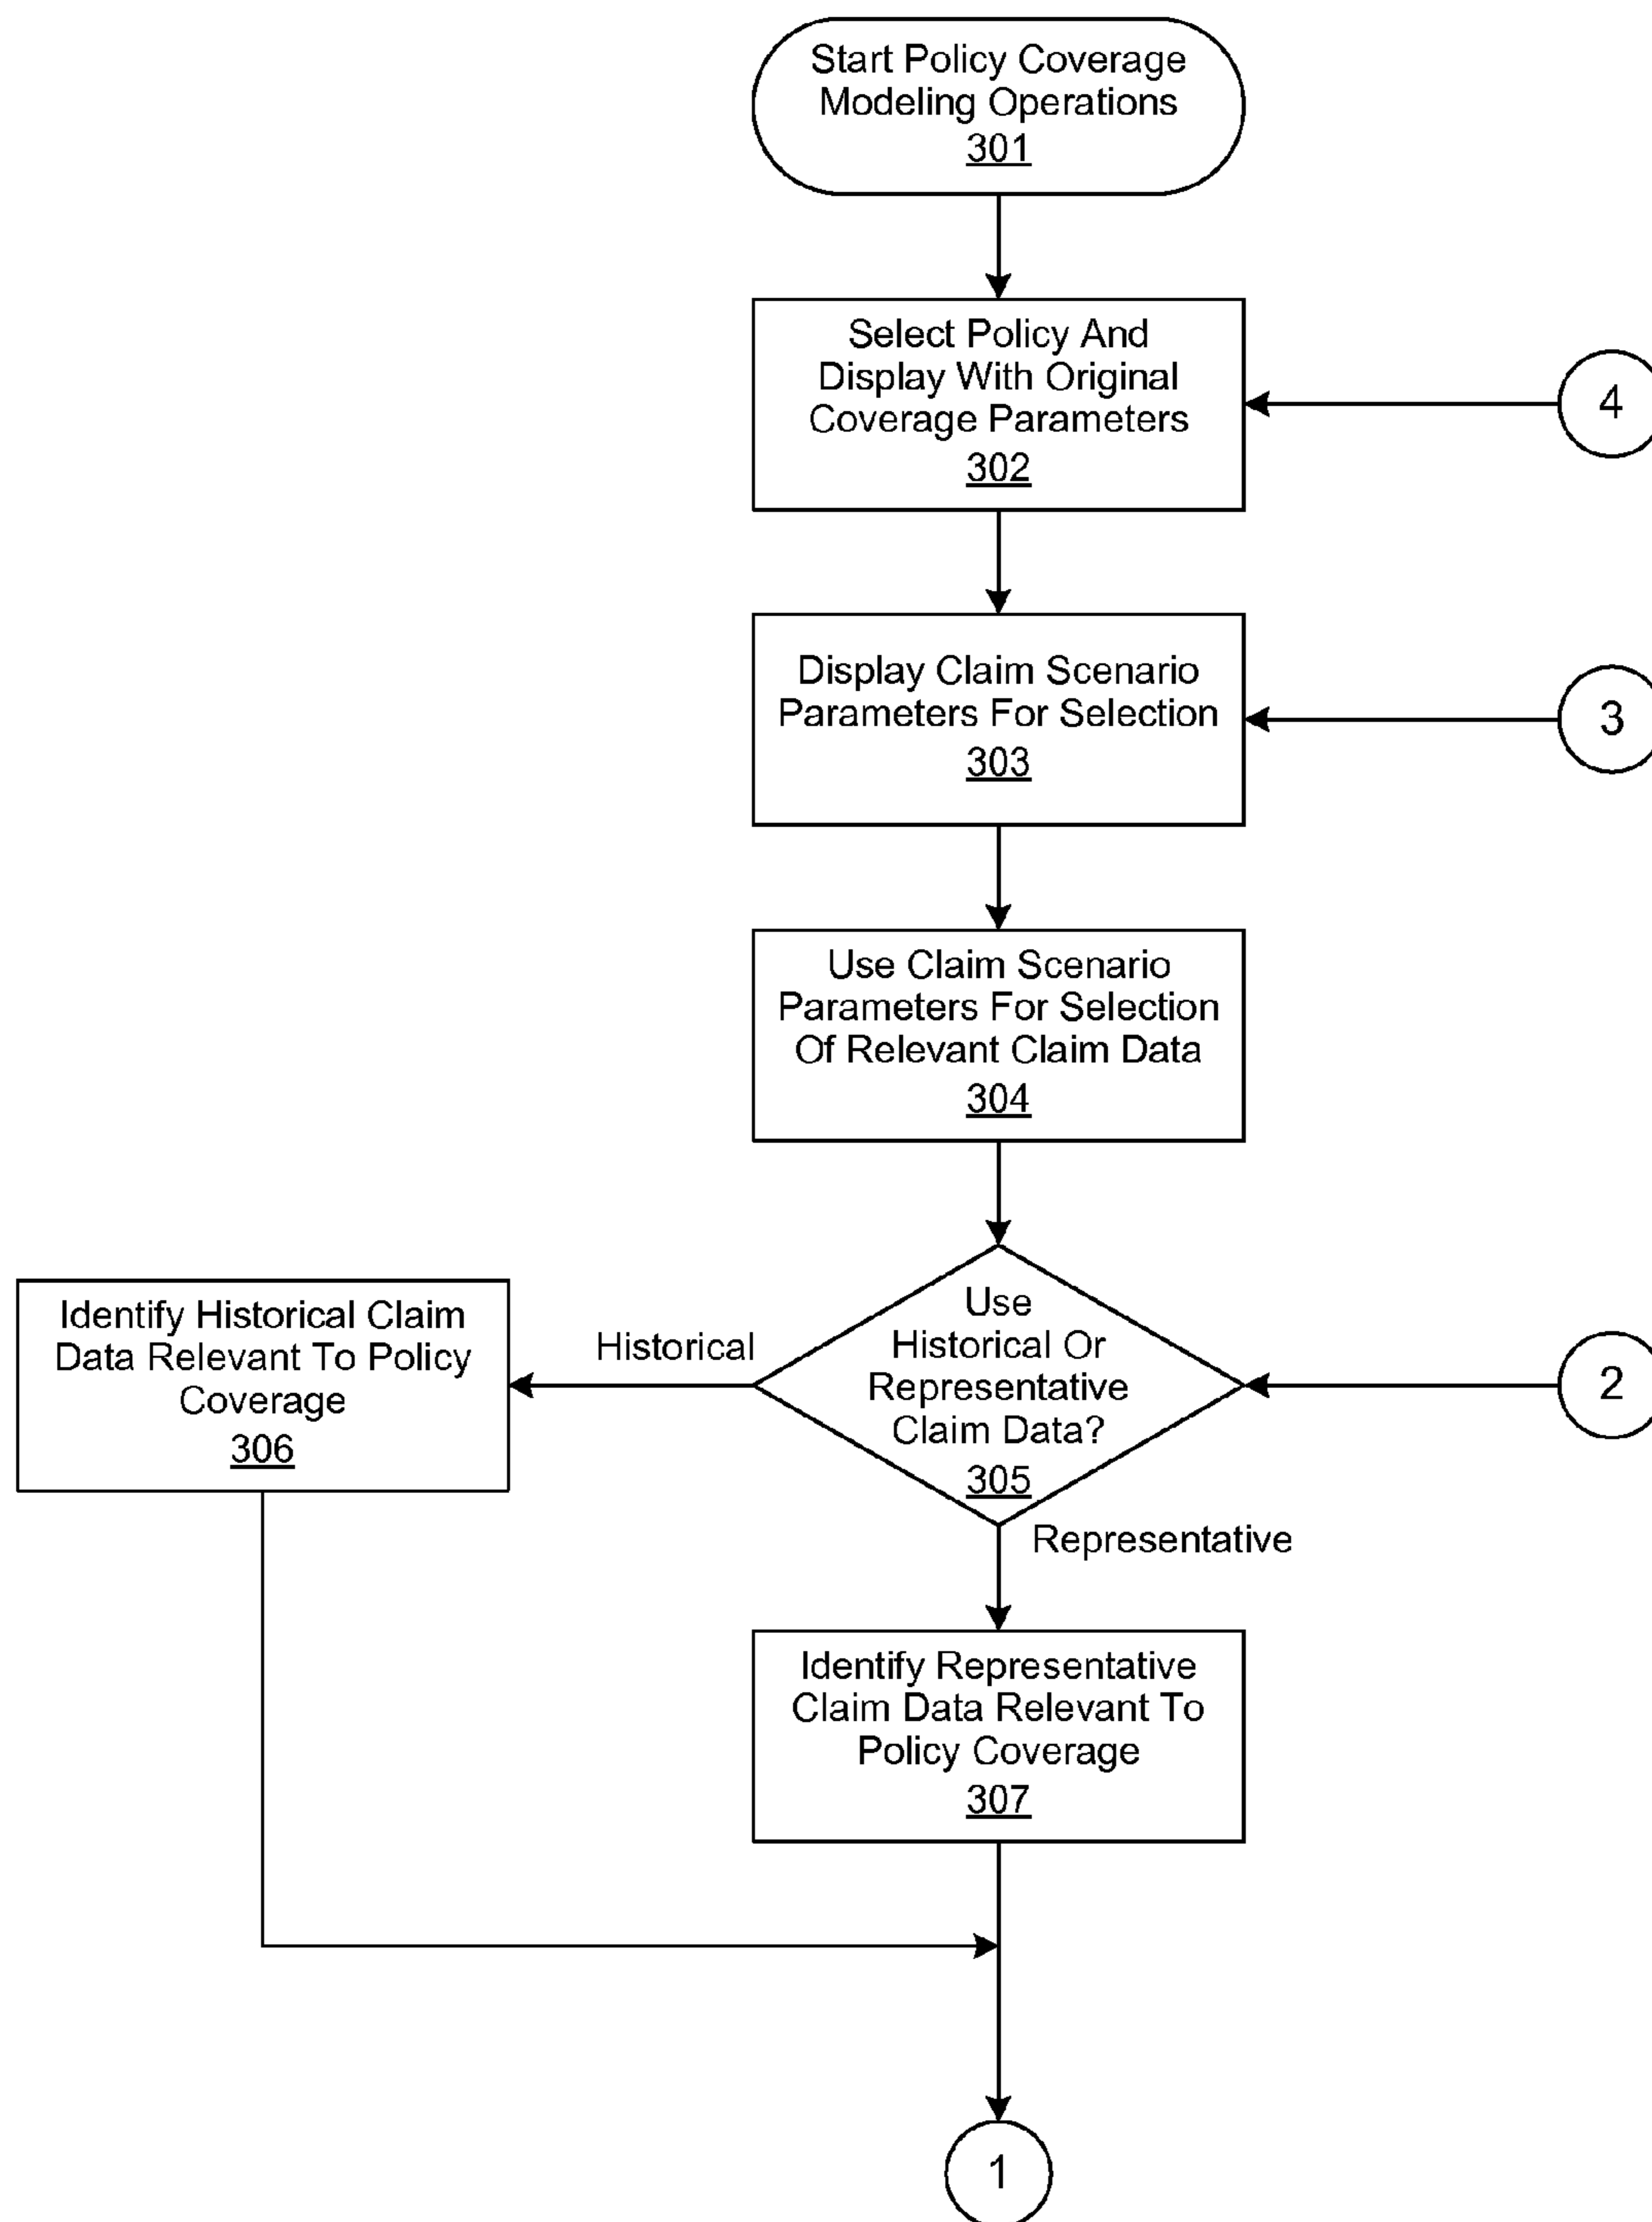 Start Policy Coverage
Modeling Operations
301
Select Policy And
Display With Original
Coverage Parameters
302
4
Display Claim Scenario
Parameters For Selection
303
3
Use Claim Scenario
Parameters For Selection
Of Relevant Claim Data
304
Use
Historical Or
Representative
Claim Data?
305
2
Historical
Identify Historical Claim
Data Relevant To Policy
Coverage
306
Representative
Identify Representative
Claim Data Relevant To
Policy Coverage
307
1